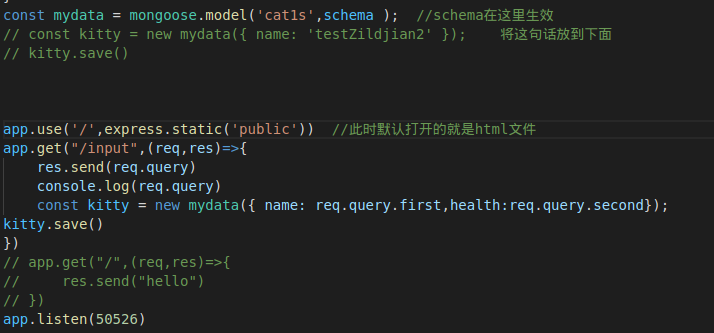 const mydata = mongoose.model('cat1s',schema );  //schema在这里生效
// const kitty = new mydata({ name: 'testZildjian2' });    将这句话放到下面
// kitty.save()
app.use('/',express.static('public'))  //此时默认打开的就是html文件
app.get("/input",(req,res)=>{
    res.send(req.query)
    console.log(req.query)
    const kitty = new mydata({ name: req.query.first,health:req.query.second});
kitty.save()
})
// app.get("/",(req,res)=>{
//     res.send("hello")
// })
app.listen(50526)